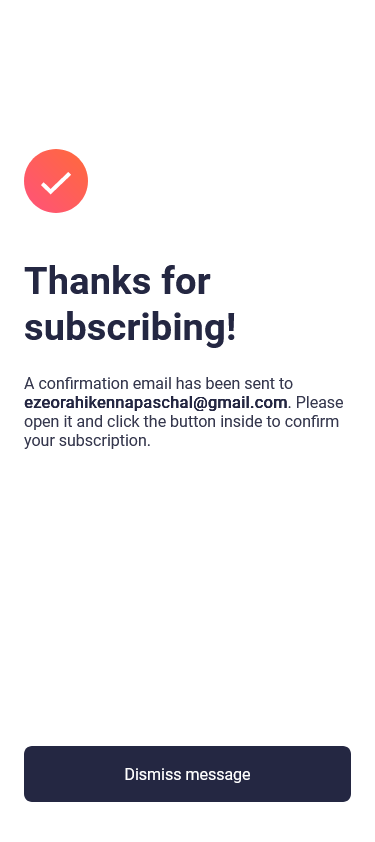 Thanks for
subscribing!
A confirmation email has been sent to
ezeorahikennapaschal@gmail.com. Please
open it and click the button inside to confirm
your subscription.
Dismiss message